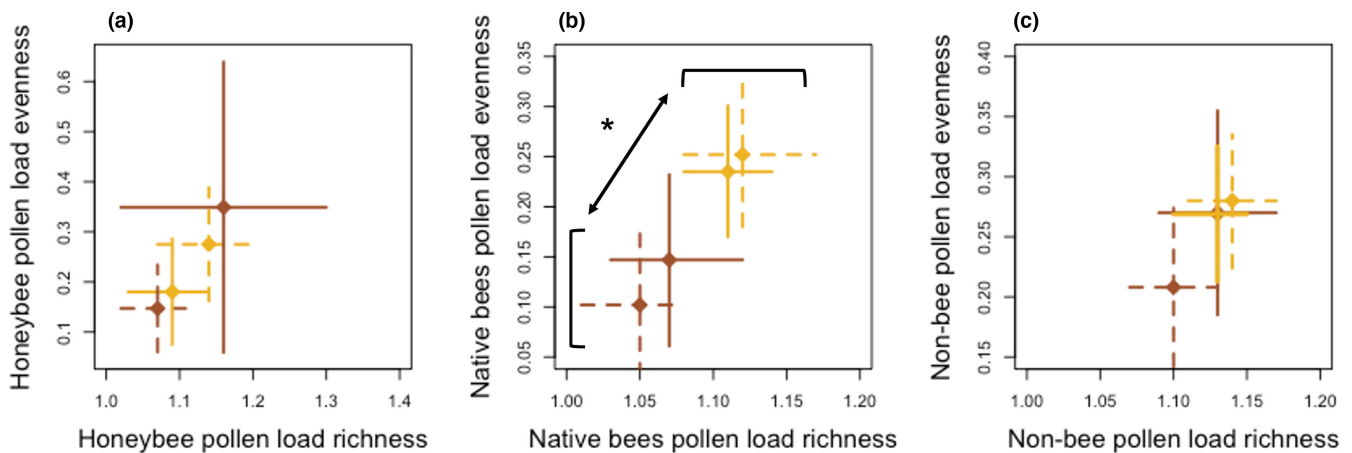 (a)
Honeybee pollen load evenness
0.6
0.5
0.4
0.3
0.2
0.1
1.0 1.1 1.2 1.3 1.4
Honeybee pollen load richness
(b)
Native bees pollen load evenness
0.35
0.30
0.25
0.20
0.15
0.10
0.05
*
1.00 1.05 1.10 1.15 1.20
Native bees pollen load richness
(c)
Non-bee pollen load evenness
0.40
0.35
0.30
0.25
0.20
0.15
1.00 1.05 1.10 1.15 1.20
Non-bee pollen load richness